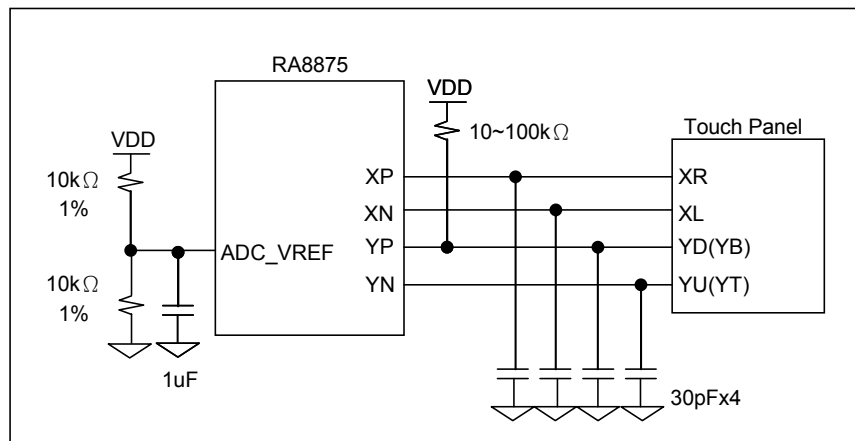 RA8875
VDD
10~100kΩ
Touch Panel
VDD
10kΩ
1%
10kΩ
1%
1uF
ADC_VREF
XP
XN
YP
YN
XR
XL
YD(YB)
YU(YT)
30pFx4